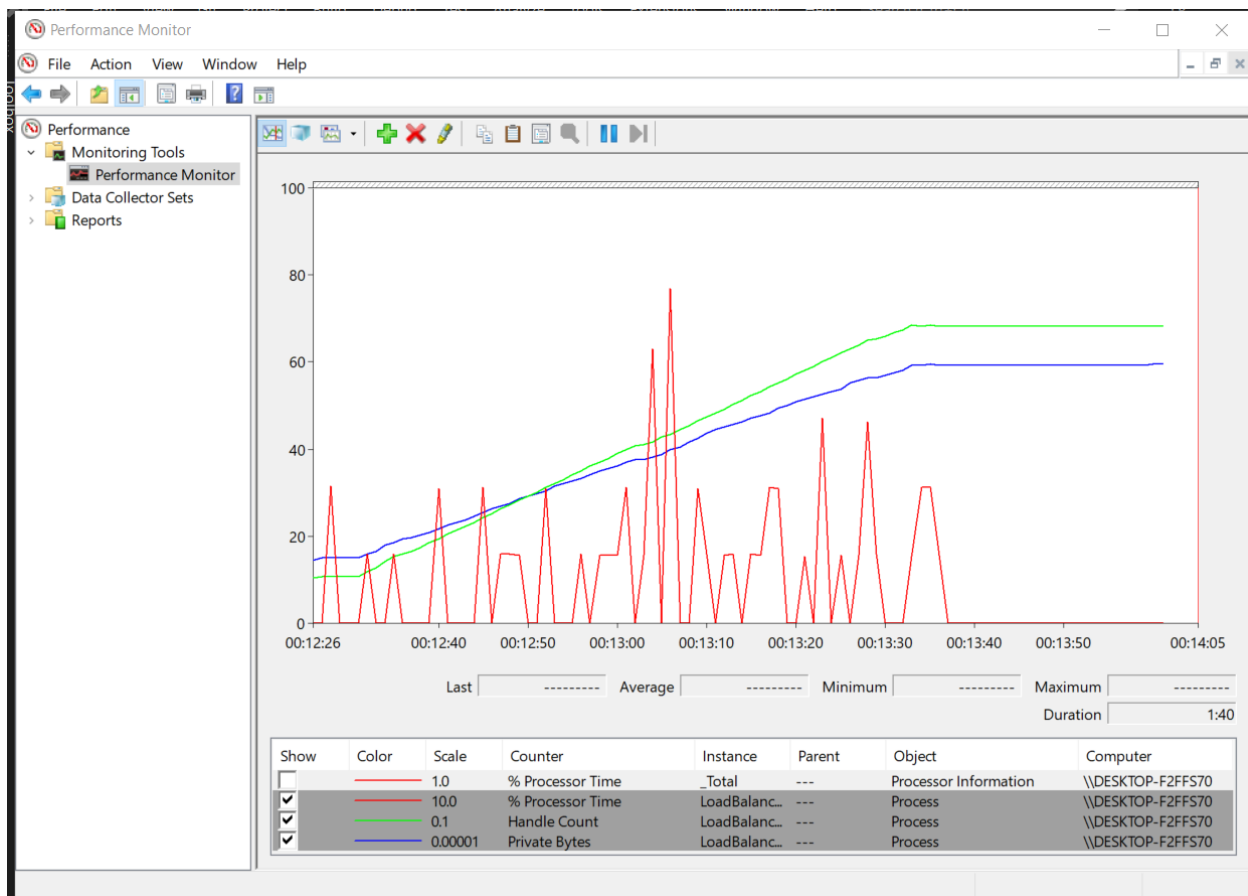 Performance Monitor
File Action View Window Help
Performance
Monitoring Tools
Performance Monitor
Data Collector Sets
Reports
100
80
60
40
20
0
00:12:26 00:12:40 00:12:50 00:13:00 00:13:10 00:13:20 00:13:30 00:13:40 00:13:50 00:14:05
Last --------- Average --------- Minimum --------- Maximum ---------
Duration 1:40
Show Color Scale Counter Instance Parent Object Computer
1.0 % Processor Time _Total --- Processor Information \\DESKTOP-F2FFS70
10.0 % Processor Time LoadBalanc... --- Process \\DESKTOP-F2FFS70
0.1 Handle Count LoadBalanc... --- Process \\DESKTOP-F2FFS70
0.00001 Private Bytes LoadBalanc... --- Process \\DESKTOP-F2FFS70